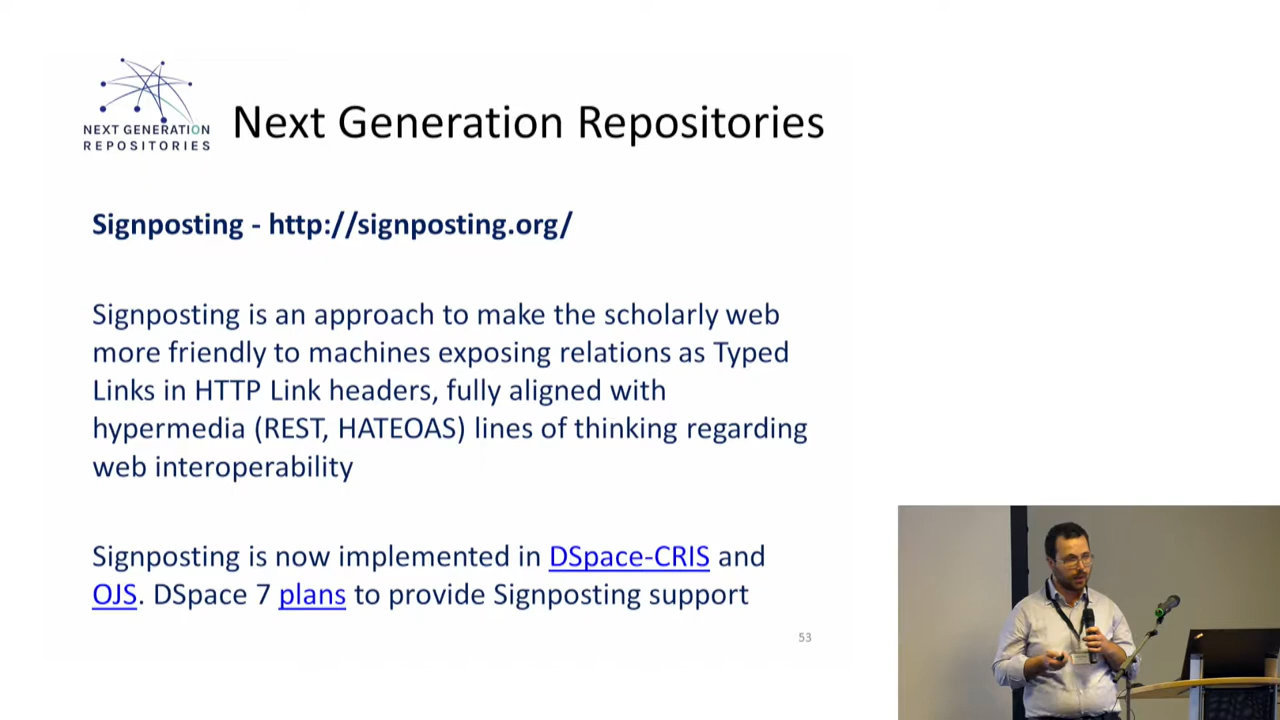 NEXT GENERATION
REPOSITORIES
Next Generation Repositories
Signposting - http://signposting.org/
Signposting is an approach to make the scholarly web
more friendly to machines exposing relations as Typed
Links in HTTP Link headers, fully aligned with
hypermedia (REST, HATEOAS) lines of thinking regarding
web interoperability
Signposting is now implemented in DSpace-CRIS and
OJS. DSpace 7 plans to provide Signposting support
53